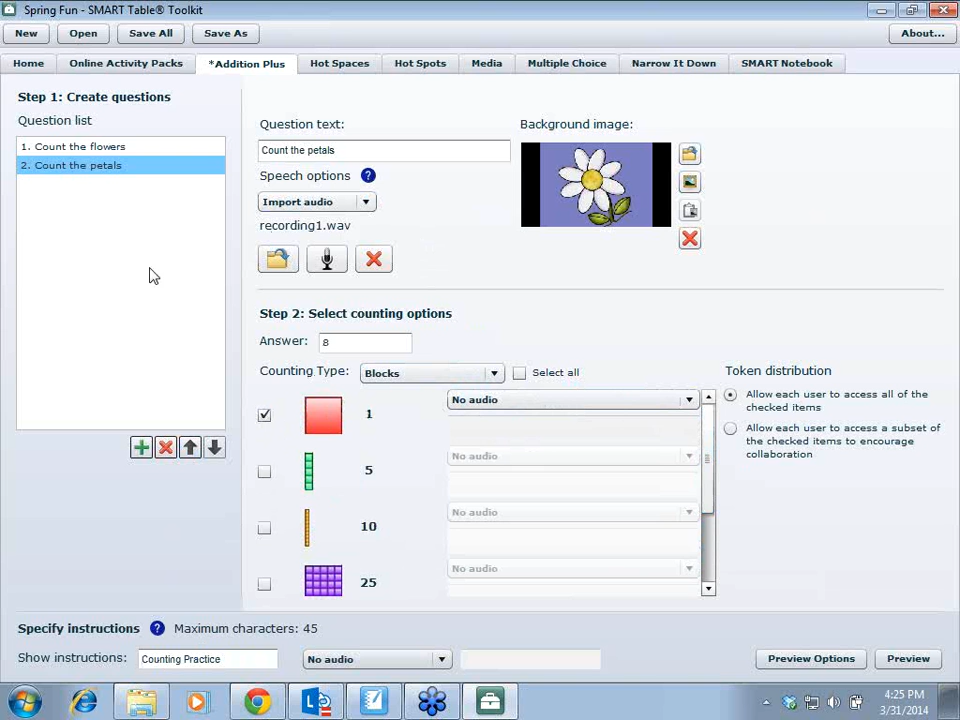 Spring Fun - SMART Table® Toolkit
New Open Save All Save As About...
Home Online Activity Packs *Addition Plus Hot Spaces Hot Spots Media Multiple Choice Narrow It Down SMART Notebook
Step 1: Create questions
Question list
1. Count the flowers
2. Count the petals
Question text:
Count the petals
Speech options ?
Import audio
recording1.wav
Background image:
Step 2: Select counting options
Answer: 8
Counting Type: Blocks Select all
1 No audio
5 No audio
10 No audio
25 No audio
Token distribution
Allow each user to access all of the
checked items
Allow each user to access a subset of
the checked items to encourage
collaboration
Specify instructions ? Maximum characters: 45
Show instructions: Counting Practice No audio Preview Options Preview
4:25 PM
3/31/2014